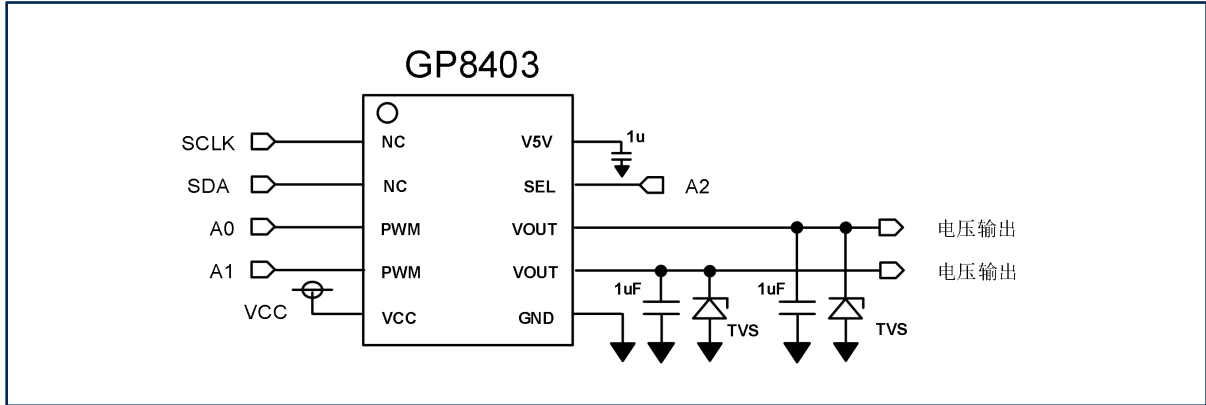 GP8403
SCLK NC V5V 1u
SDA NC SEL A2
A0 PWM VOUT 电压输出
A1 PWM VOUT 电压输出
1uF 1uF
VCC VCC GND TVS TVS